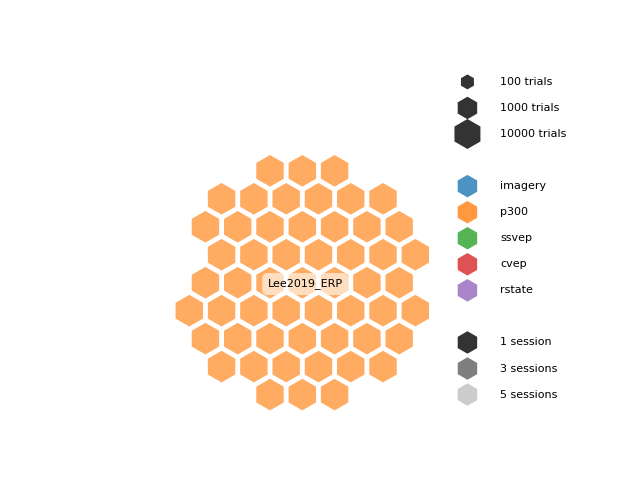 100 trials
1000 trials
10000 trials
imagery
p300
ssvep
cvep
rstate
1 session
3 sessions
5 sessions
Lee2019_ERP